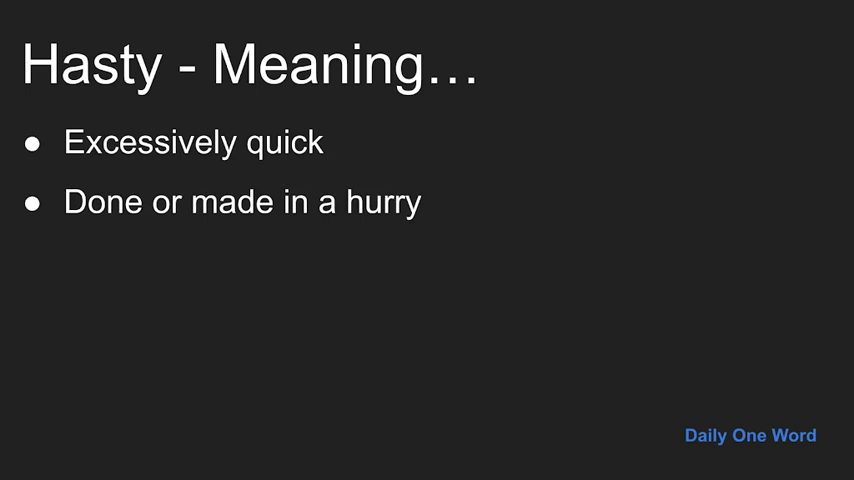 Hasty - Meaning…
● Excessively quick
● Done or made in a hurry
Daily One Word